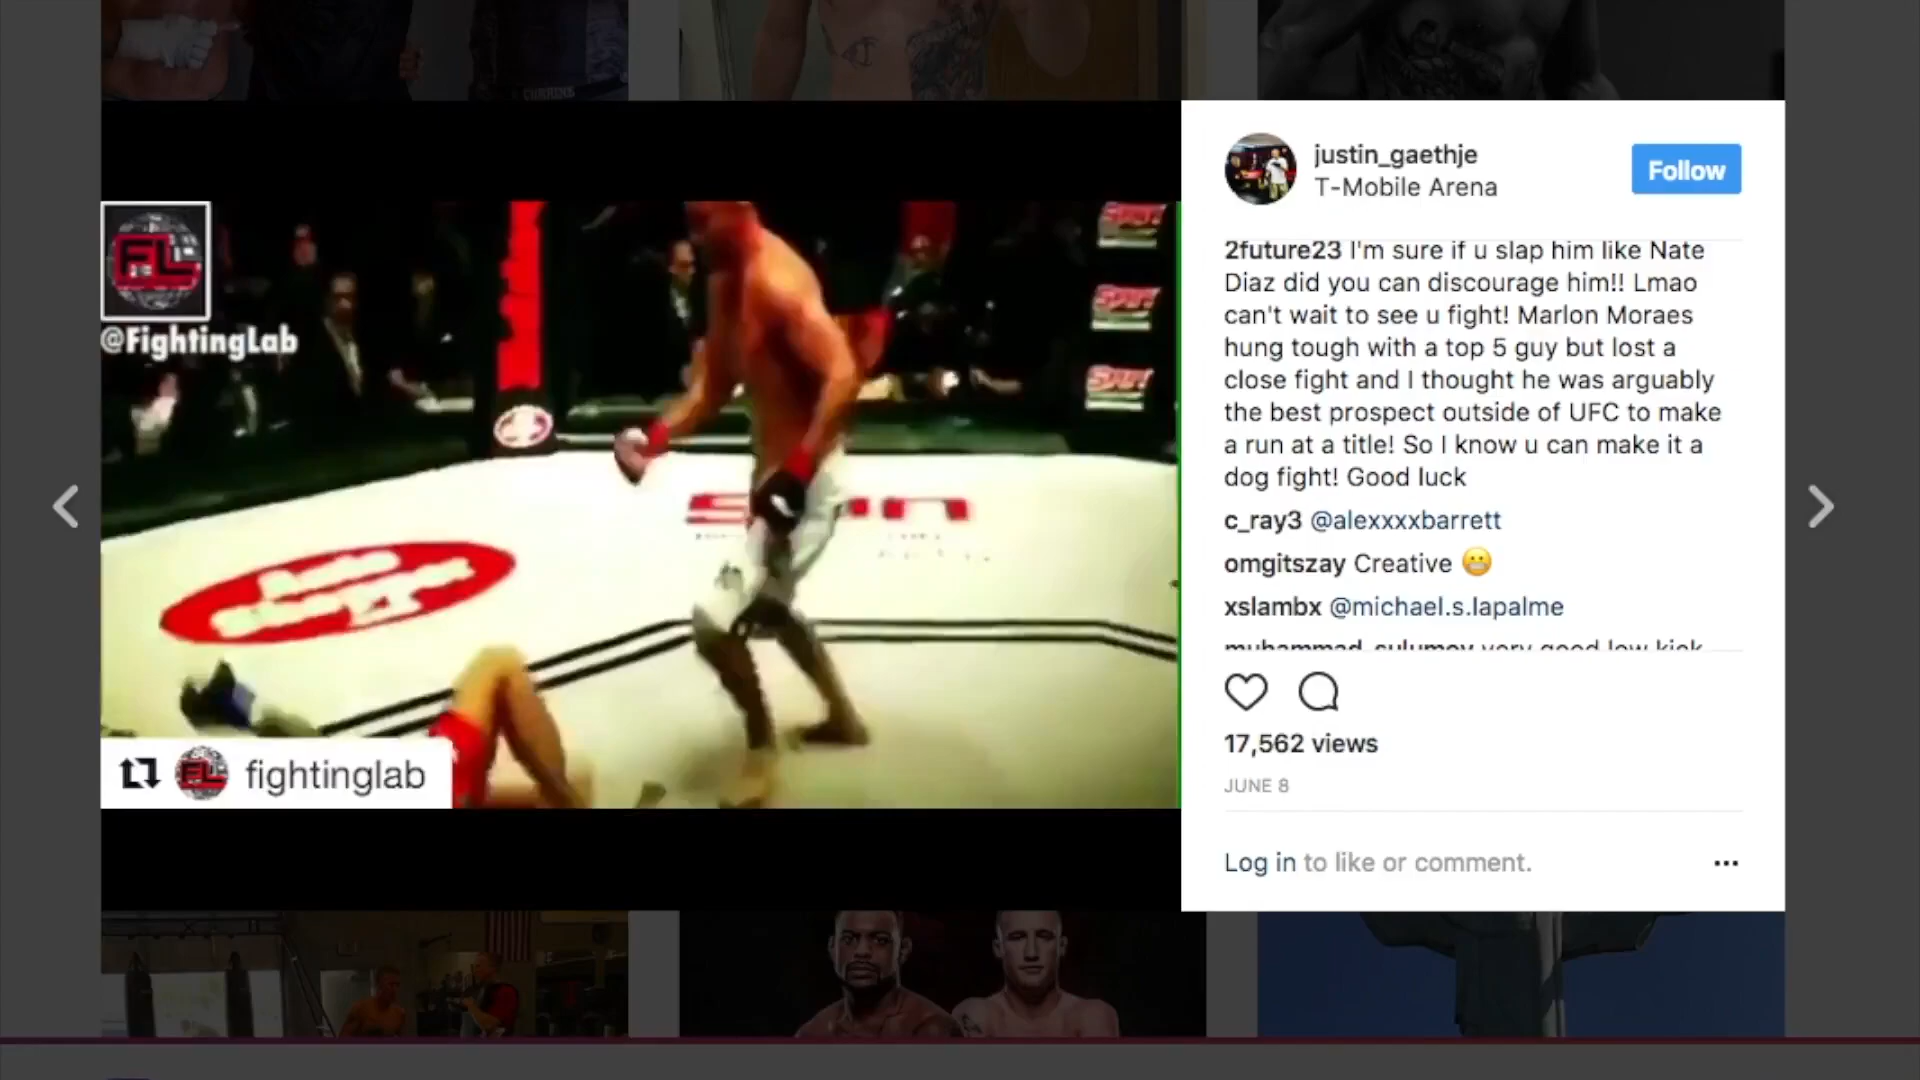 justin_gaethje
T-Mobile Arena
Follow
@FightingLab
fightinglab
2future23 I'm sure if u slap him like Nate
Diaz did you can discourage him!! Lmao
can't wait to see u fight! Marlon Moraes
hung tough with a top 5 guy but lost a
close fight and I thought he was arguably
the best prospect outside of UFC to make
a run at a title! So I know u can make it a
dog fight! Good luck
c_ray3 @alexxxxbarrett
omgitszay Creative 😬
xslambx @michael.s.lapalme
17,562 views
JUNE 8
Log in to like or comment.